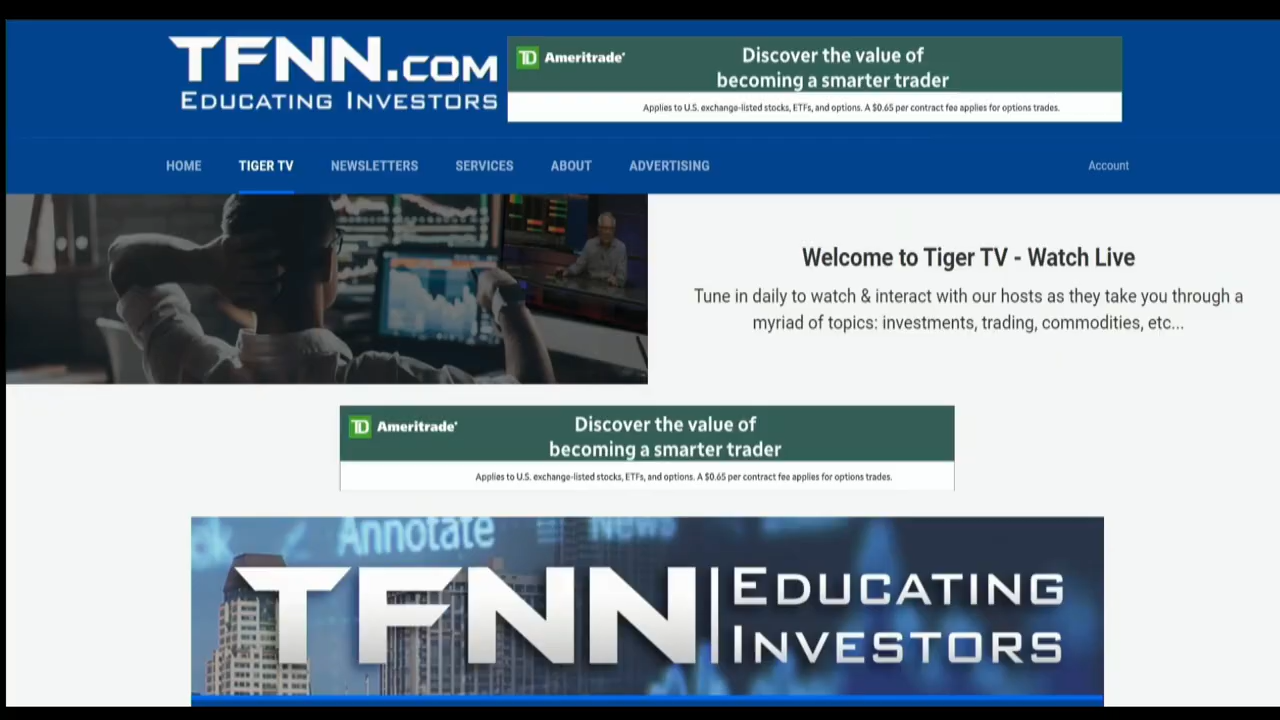 TFNN.COM
EDUCATING INVESTORS
TD Ameritrade
Discover the value of
becoming a smarter trader
Applies to U.S. exchange-listed stocks, ETFs, and options. A $0.65 per contract fee applies for options trades.
HOME TIGER TV NEWSLETTERS SERVICES ABOUT ADVERTISING Account
Welcome to Tiger TV - Watch Live
Tune in daily to watch & interact with our hosts as they take you through a
myriad of topics: investments, trading, commodities, etc...
TD Ameritrade
Discover the value of
becoming a smarter trader
Applies to U.S. exchange-listed stocks, ETFs, and options. A $0.65 per contract fee applies for options trades.
Annotate News
TFNN EDUCATING
INVESTORS